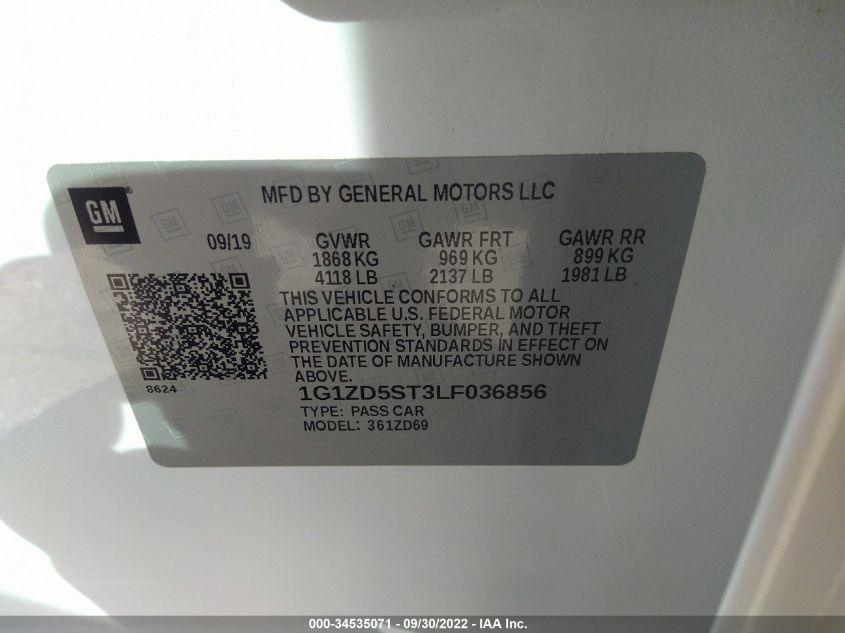 GM
MFD BY GENERAL MOTORS LLC
09/19 GVWR GAWR FRT GAWR RR
1868 KG 969 KG 899 KG
4118 LB 2137 LB 1981 LB
THIS VEHICLE CONFORMS TO ALL
APPLICABLE U.S. FEDERAL MOTOR
VEHICLE SAFETY, BUMPER, AND THEFT
PREVENTION STANDARDS IN EFFECT ON
THE DATE OF MANUFACTURE SHOWN
ABOVE.
8624
1G1ZD5ST3LF036856
TYPE: PASS CAR
MODEL: 361ZD69
000-34535071 - 09/30/2022 - IAA Inc.